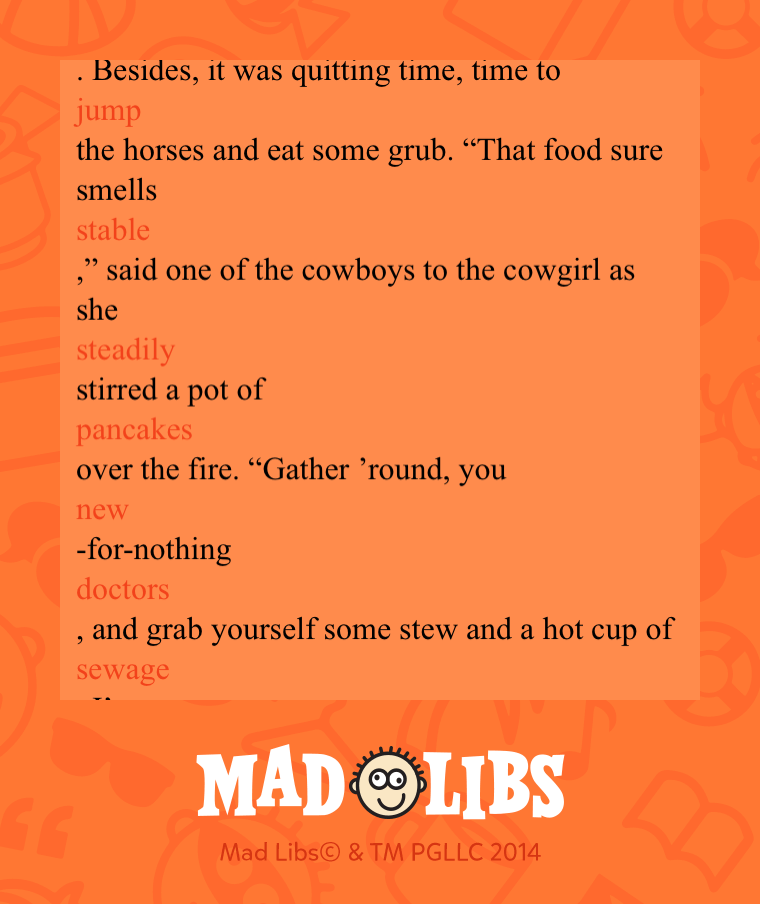 . Besides, it was quitting time, time to
jump
the horses and eat some grub. “That food sure
smells
stable
,” said one of the cowboys to the cowgirl as
she
steadily
stirred a pot of
pancakes
over the fire. “Gather ’round, you
new
-for-nothing
doctors
, and grab yourself some stew and a hot cup of
sewage
MAD LIBS
Mad Libs© & TM PGLLC 2014